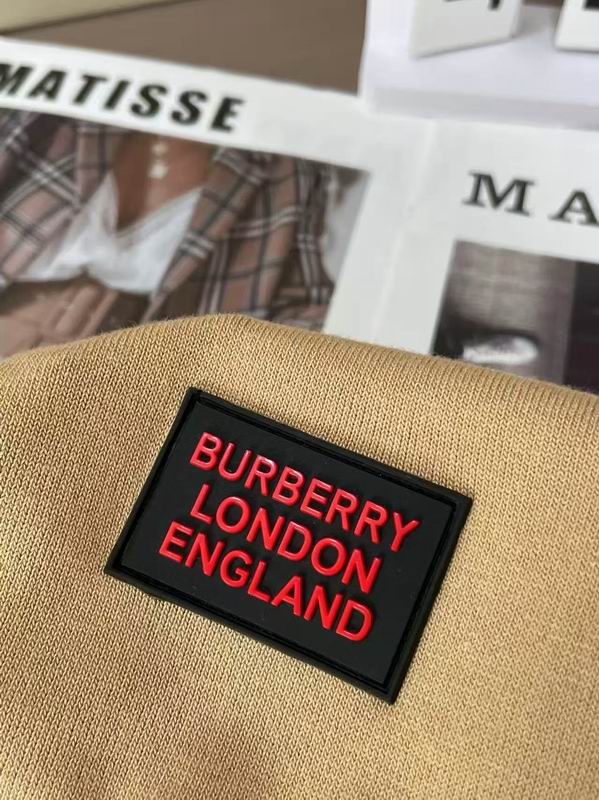 MATISSE
MA
BURBERRY
LONDON
ENGLAND